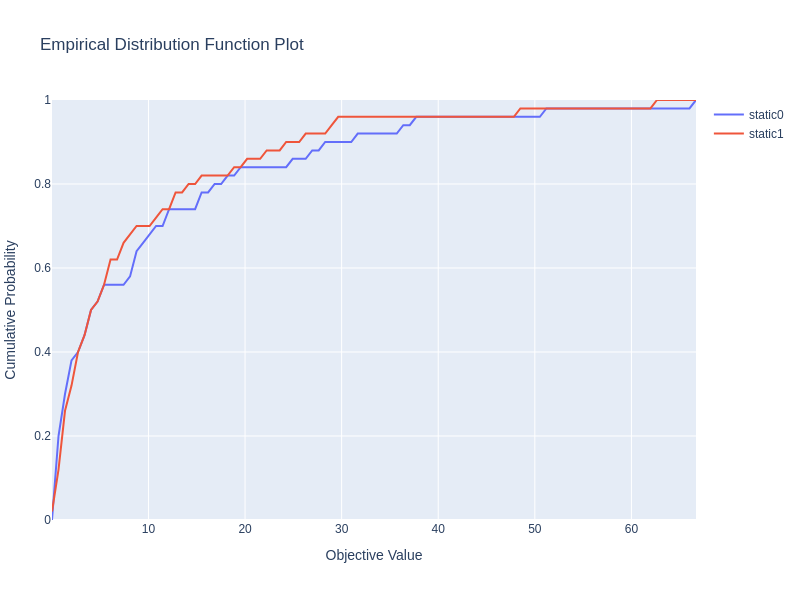 Empirical Distribution Function Plot
1
0.8
0.6
0.4
0.2
0
10
20
30
40
50
60
Cumulative Probability
Objective Value
static0
static1